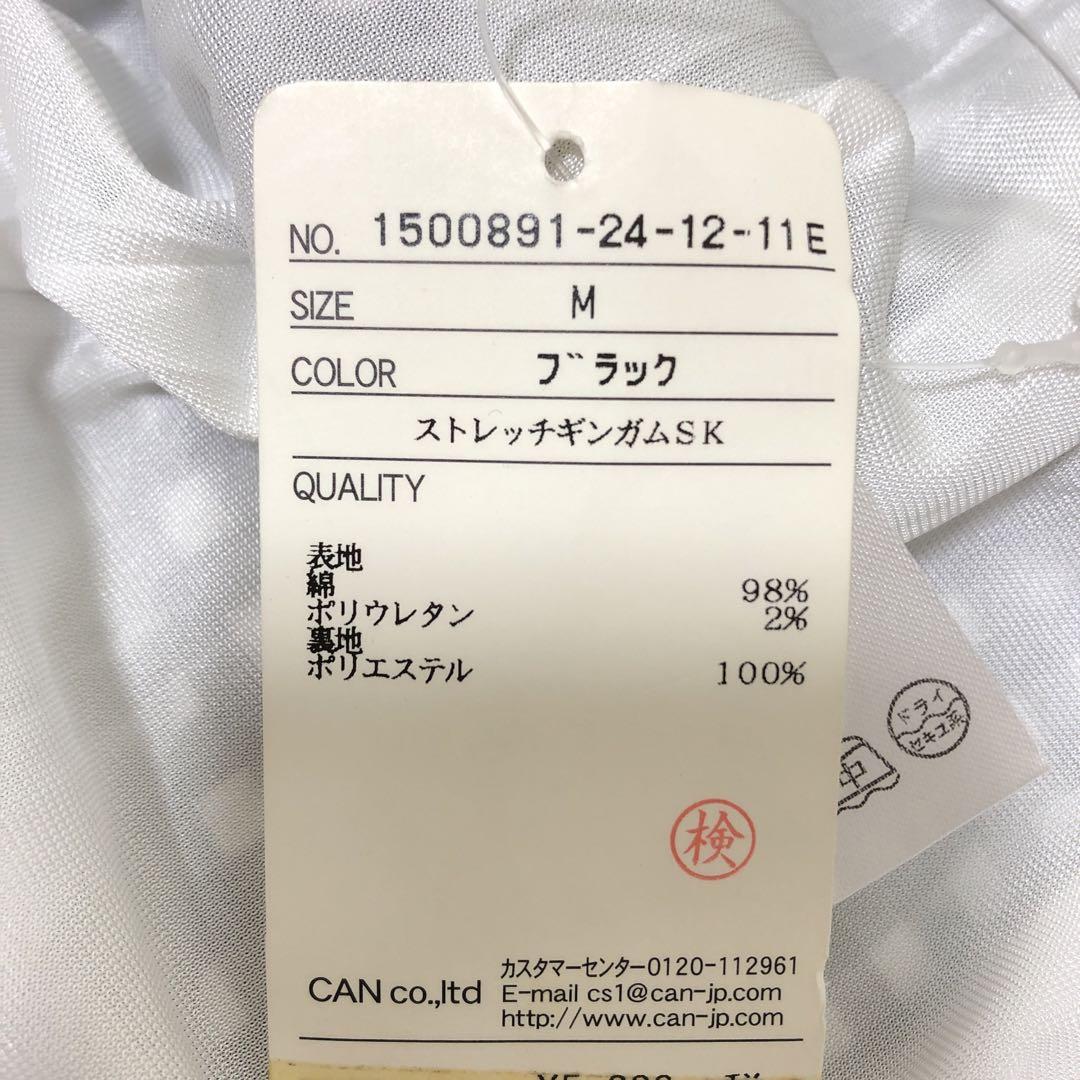 NO. 1500891-24-12-11E
SIZE M
COLOR ブラック
ストレッチギンガムSK
QUALITY
表地
綿 98%
ポリウレタン 2%
裏地
ポリエステル 100%
ドライ
セキユ系
中
検
CAN co.,ltd
カスタマーセンター0120-112961
E-mail cs1@can-jp.com
http://www.can-jp.com